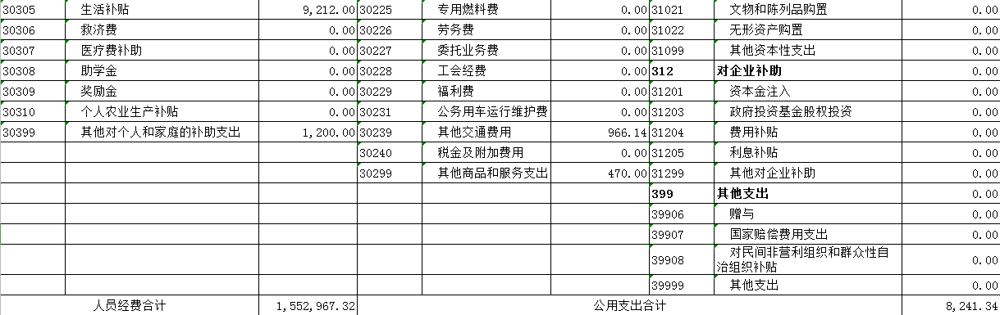 30305 生活补贴 9,212.00 30225 专用燃料费 0.00 31021 文物和陈列品购置 0.00
30306 救济费 0.00 30226 劳务费 0.00 31022 无形资产购置 0.00
30307 医疗费补助 0.00 30227 委托业务费 0.00 31099 其他资本性支出 0.00
30308 助学金 0.00 30228 工会经费 0.00 312 对企业补助 0.00
30309 奖励金 0.00 30229 福利费 0.00 31201 资本金注入 0.00
30310 个人农业生产补贴 0.00 30231 公务用车运行维护费 0.00 31203 政府投资基金股权投资 0.00
30399 其他对个人和家庭的补助支出 1,200.00 30239 其他交通费用 966.14 31204 费用补贴 0.00
30240 税金及附加费用 0.00 31205 利息补贴 0.00
30299 其他商品和服务支出 470.00 31299 其他对企业补助 0.00
399 其他支出 0.00
39906 赠与 0.00
39907 国家赔偿费用支出 0.00
39908 对民间非营利组织和群众性自 0.00
治组织补贴
39999 其他支出 0.00
人员经费合计 1,552,967.32 公用支出合计 8,241.34